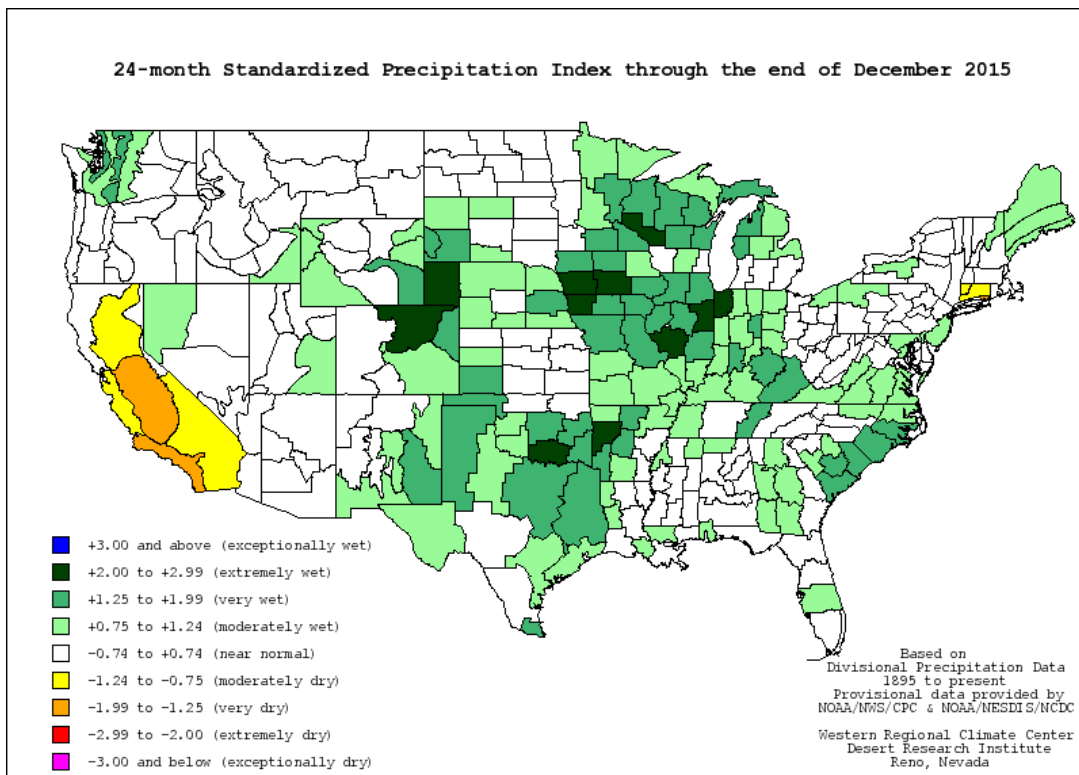 24-month Standardized Precipitation Index through the end of December 2015
+3.00 and above (exceptionally wet)
+2.00 to +2.99 (extremely wet)
+1.25 to +1.99 (very wet)
+0.75 to +1.24 (moderately wet)
-0.74 to +0.74 (near normal)
-1.24 to -0.75 (moderately dry)
-1.99 to -1.25 (very dry)
-2.99 to -2.00 (extremely dry)
-3.00 and below (exceptionally dry)
Based on
Divisional Precipitation Data
1895 to present
Provisional data provided by
NOAA/NWS/CPC & NOAA/NESDIS/NCDC
Western Regional Climate Center
Desert Research Institute
Reno, Nevada